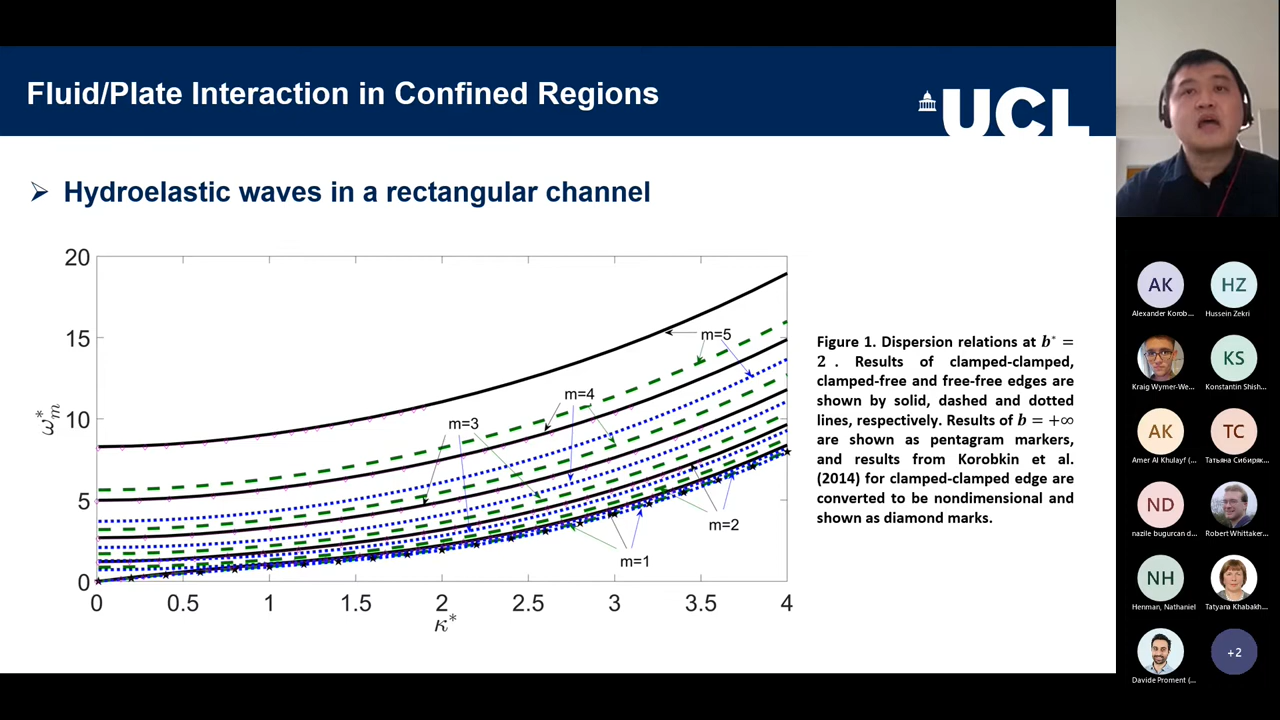 Fluid/Plate Interaction in Confined Regions
UCL
Hydroelastic waves in a rectangular channel
20
15
10
5
0
ω*m
m=5
m=4
m=3
m=2
m=1
0 0.5 1 1.5 2 2.5 3 3.5 4
κ*
Figure 1. Dispersion relations at b* =
2 . Results of clamped-clamped,
clamped-free and free-free edges are
shown by solid, dashed and dotted
lines, respectively. Results of b = +∞
are shown as pentagram markers,
and results from Korobkin et al.
(2014) for clamped-clamped edge are
converted to be nondimensional and
shown as diamond marks.
AK HZ
Alexander Korob... Hussein Zekri
KS
Kraig Wymer-We... Konstantin Shish...
AK TC
Amer Al Khulayf (... Татьяна Сибиряк...
ND
nazile bugurcan d... Robert Whittaker...
NH
Henman, Nathaniel Tatyana Khabakh...
+2
Davide Proment (...